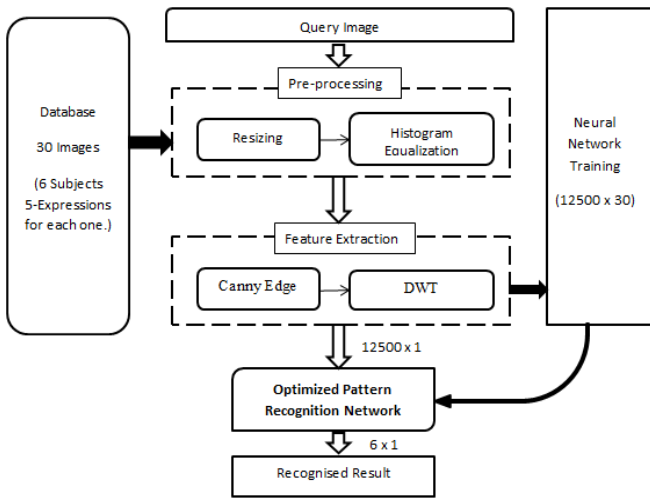 Query Image
Pre-processing
Resizing
Histogram
Equalization
Database
30 Images
(6 Subjects
5-Expressions
for each one.)
Neural
Network
Training
(12500 x 30)
Feature Extraction
Canny Edge
DWT
12500 x 1
Optimized Pattern
Recognition Network
6 x 1
Recognised Result